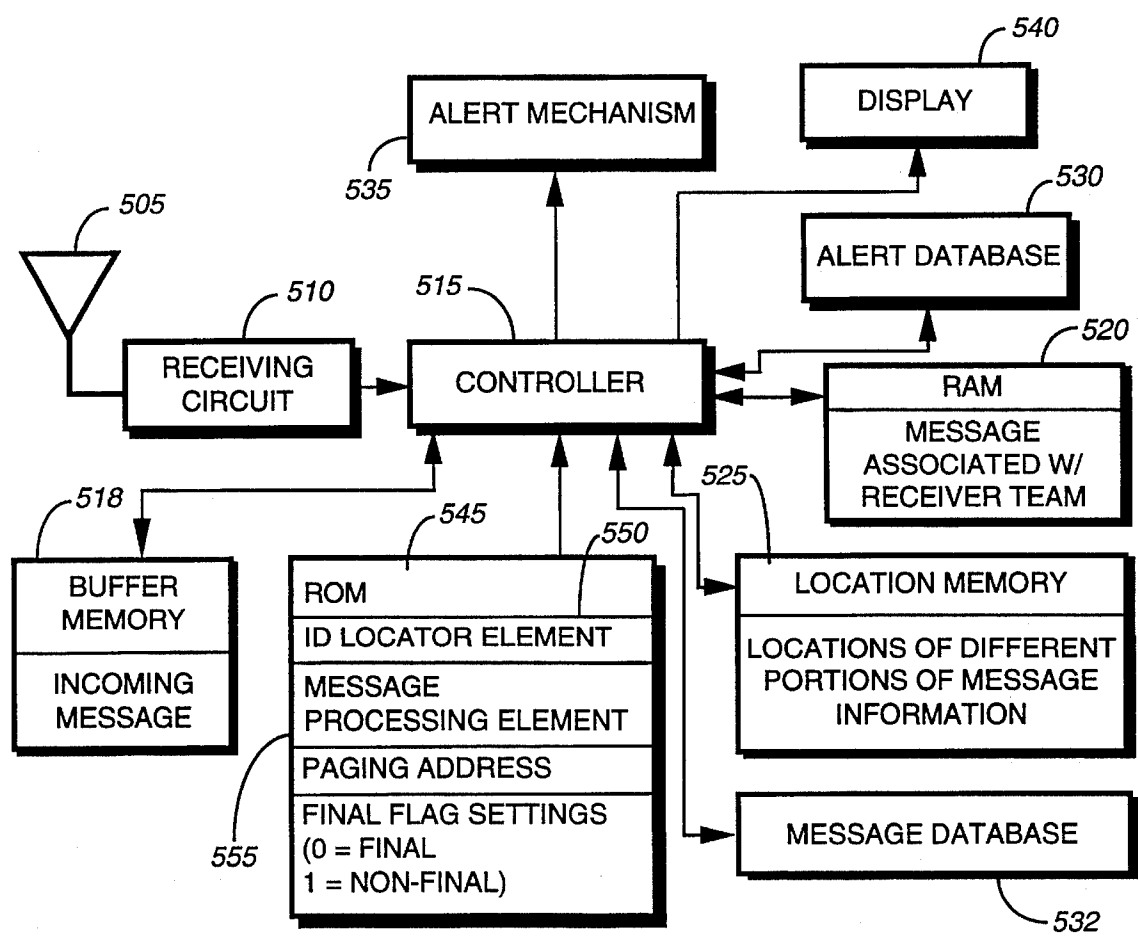 540
DISPLAY
ALERT MECHANISM
535
530
ALERT DATABASE
505
510
RECEIVING
CIRCUIT
515
CONTROLLER
520
RAM
MESSAGE
ASSOCIATED W/
RECEIVER TEAM
518
BUFFER
MEMORY
INCOMING
MESSAGE
545
550
ROM
ID LOCATOR ELEMENT
MESSAGE
PROCESSING ELEMENT
PAGING ADDRESS
FINAL FLAG SETTINGS
(0 = FINAL
1 = NON-FINAL)
555
525
LOCATION MEMORY
LOCATIONS OF DIFFERENT
PORTIONS OF MESSAGE
INFORMATION
MESSAGE DATABASE
532